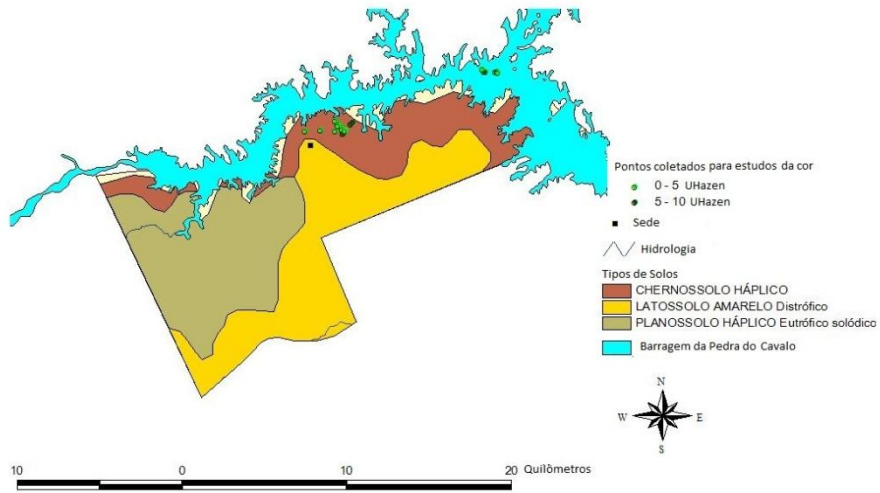 Pontos coletados para estudos da cor
0 - 5 UHazen
5 - 10 UHazen
Sede
Hidrologia
Tipos de Solos
CHERNOSSOLO HÁPLICO
LATOSSOLO AMARELO Distrófico
PLANOSSOLO HÁPLICO Eutrófico solódico
Barragem da Pedra do Cavalo
N
W E
S
10 0 10 20 Quilômetros